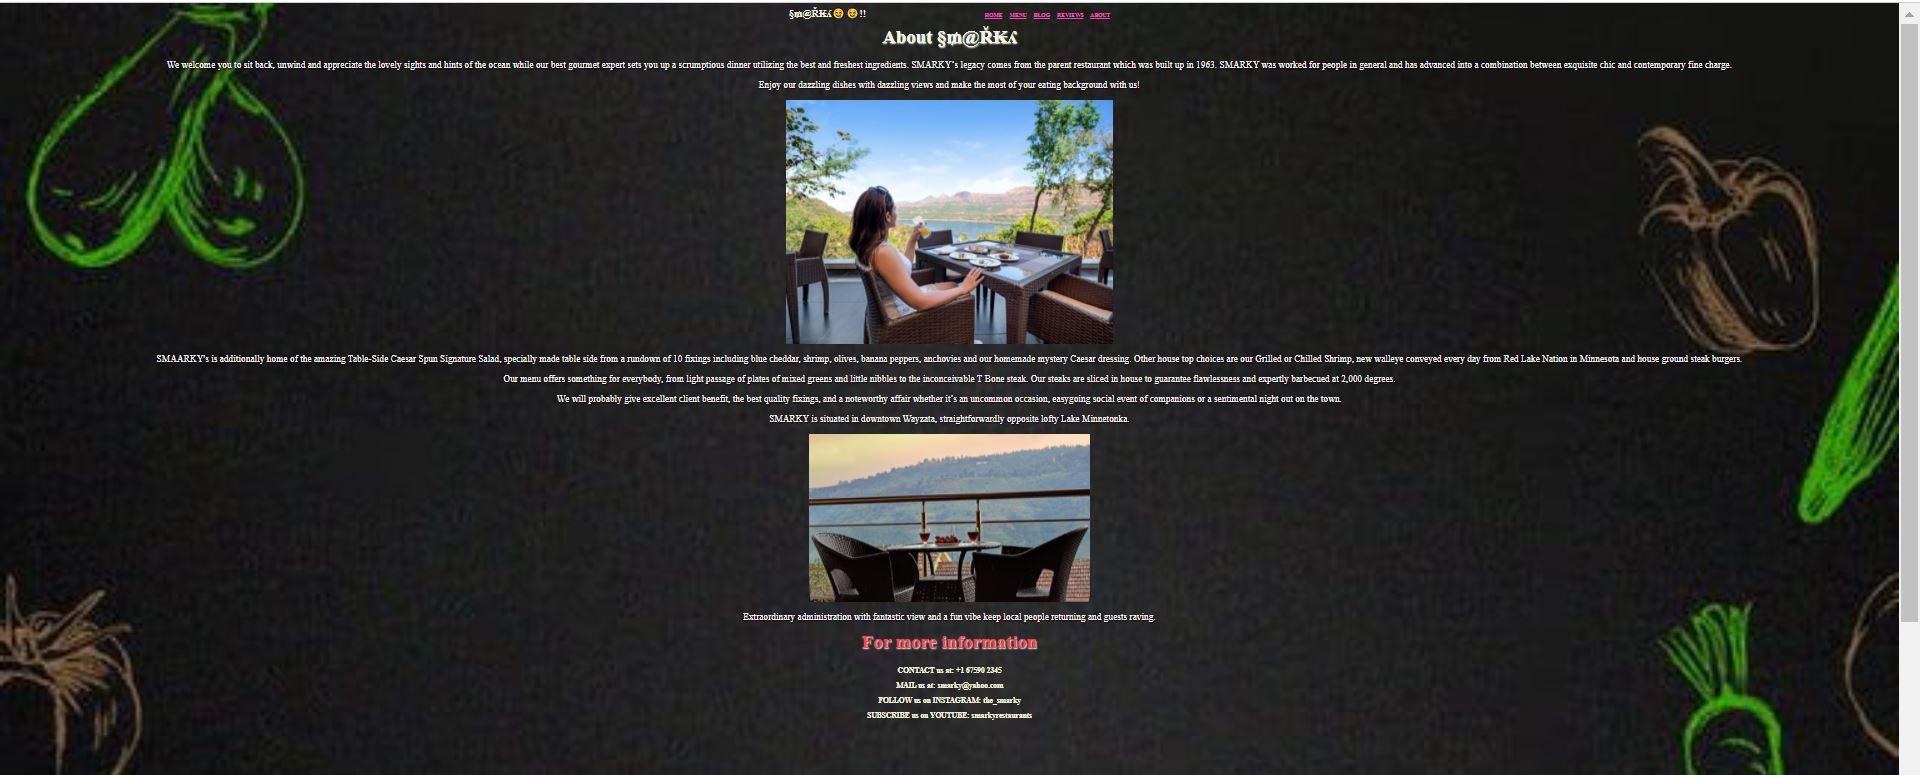 §₥@ŘꝀʎ😉 😉 !!
HOME MENU BLOG REVIEWS ABOUT
About §₥@ŘꝀʎ
We welcome you to sit back, unwind and appreciate the lovely sights and hints of the ocean while our best gourmet expert sets you up a scrumptious dinner utilizing the best and freshest ingredients. SMARKY's legacy comes from the parent restaurant which was built up in 1963. SMARKY was worked for people in general and has advanced into a combination between exquisite chic and contemporary fine charge.
Enjoy our dazzling dishes with dazzling views and make the most of your eating background with us!
SMAARKY's is additionally home of the amazing Table-Side Caesar Spun Signature Salad, specially made table side from a rundown of 10 fixings including blue cheddar, shrimp, olives, banana peppers, anchovies and our homemade mystery Caesar dressing. Other house top choices are our Grilled or Chilled Shrimp, new walleye conveyed every day from Red Lake Nation in Minnesota and house ground steak burgers.
Our menu offers something for everybody, from light passage of plates of mixed greens and little nibbles to the inconceivable T Bone steak. Our steaks are sliced in house to guarantee flawlessness and expertly barbecued at 2,000 degrees.
We will probably give excellent client benefit, the best quality fixings, and a noteworthy affair whether it's an uncommon occasion, easygoing social event of companions or a sentimental night out on the town.
SMARKY is situated in downtown Wayzata, straightforwardly opposite lofty Lake Minnetonka.
Extraordinary administration with fantastic view and a fun vibe keep local people returning and guests raving.
For more information
CONTACT us at: +1 67590 2345
MAIL us at: smarky@yahoo.com
FOLLOW us on INSTAGRAM: the_smarky
SUBSCRIBE us on YOUTUBE: smarkyrestaurants